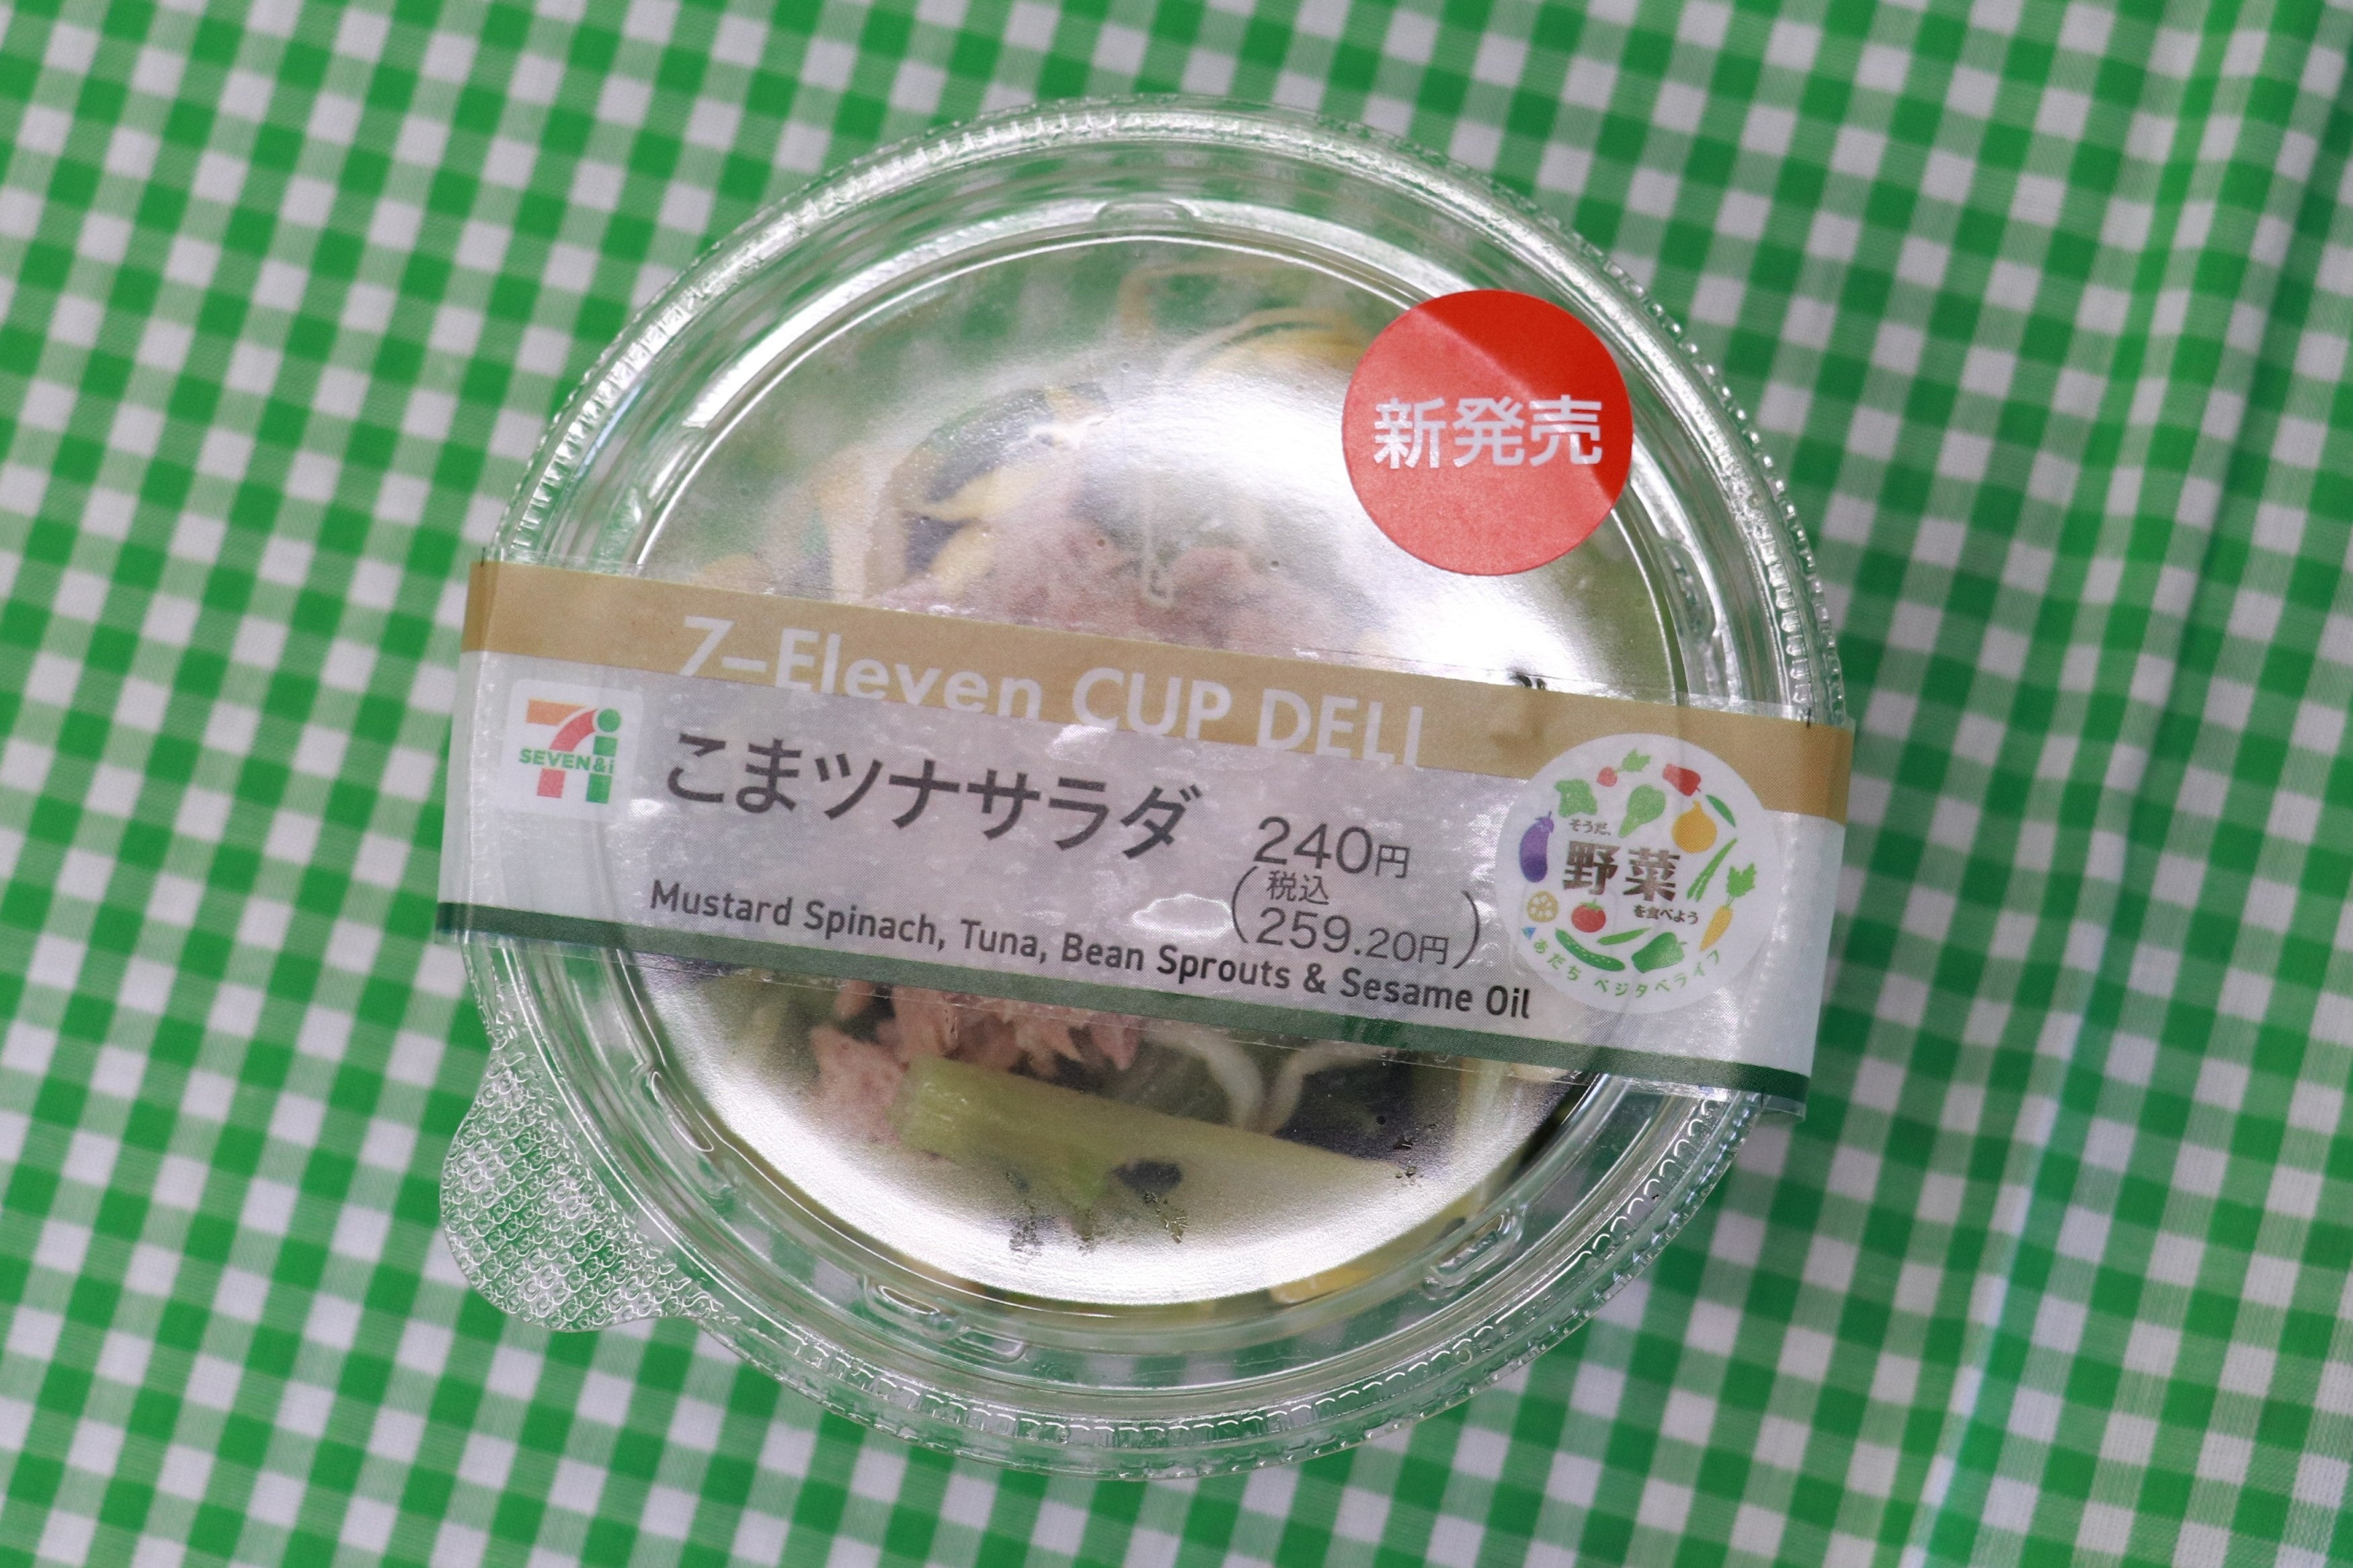 新発売
7-Eleven CUP DELI
7i
SEVEN&i
こまツナサラダ
240円
(税込
259.20円)
Mustard Spinach, Tuna, Bean Sprouts & Sesame Oil
そうだ、
野菜
を食べよう
あだち ベジタベライフ